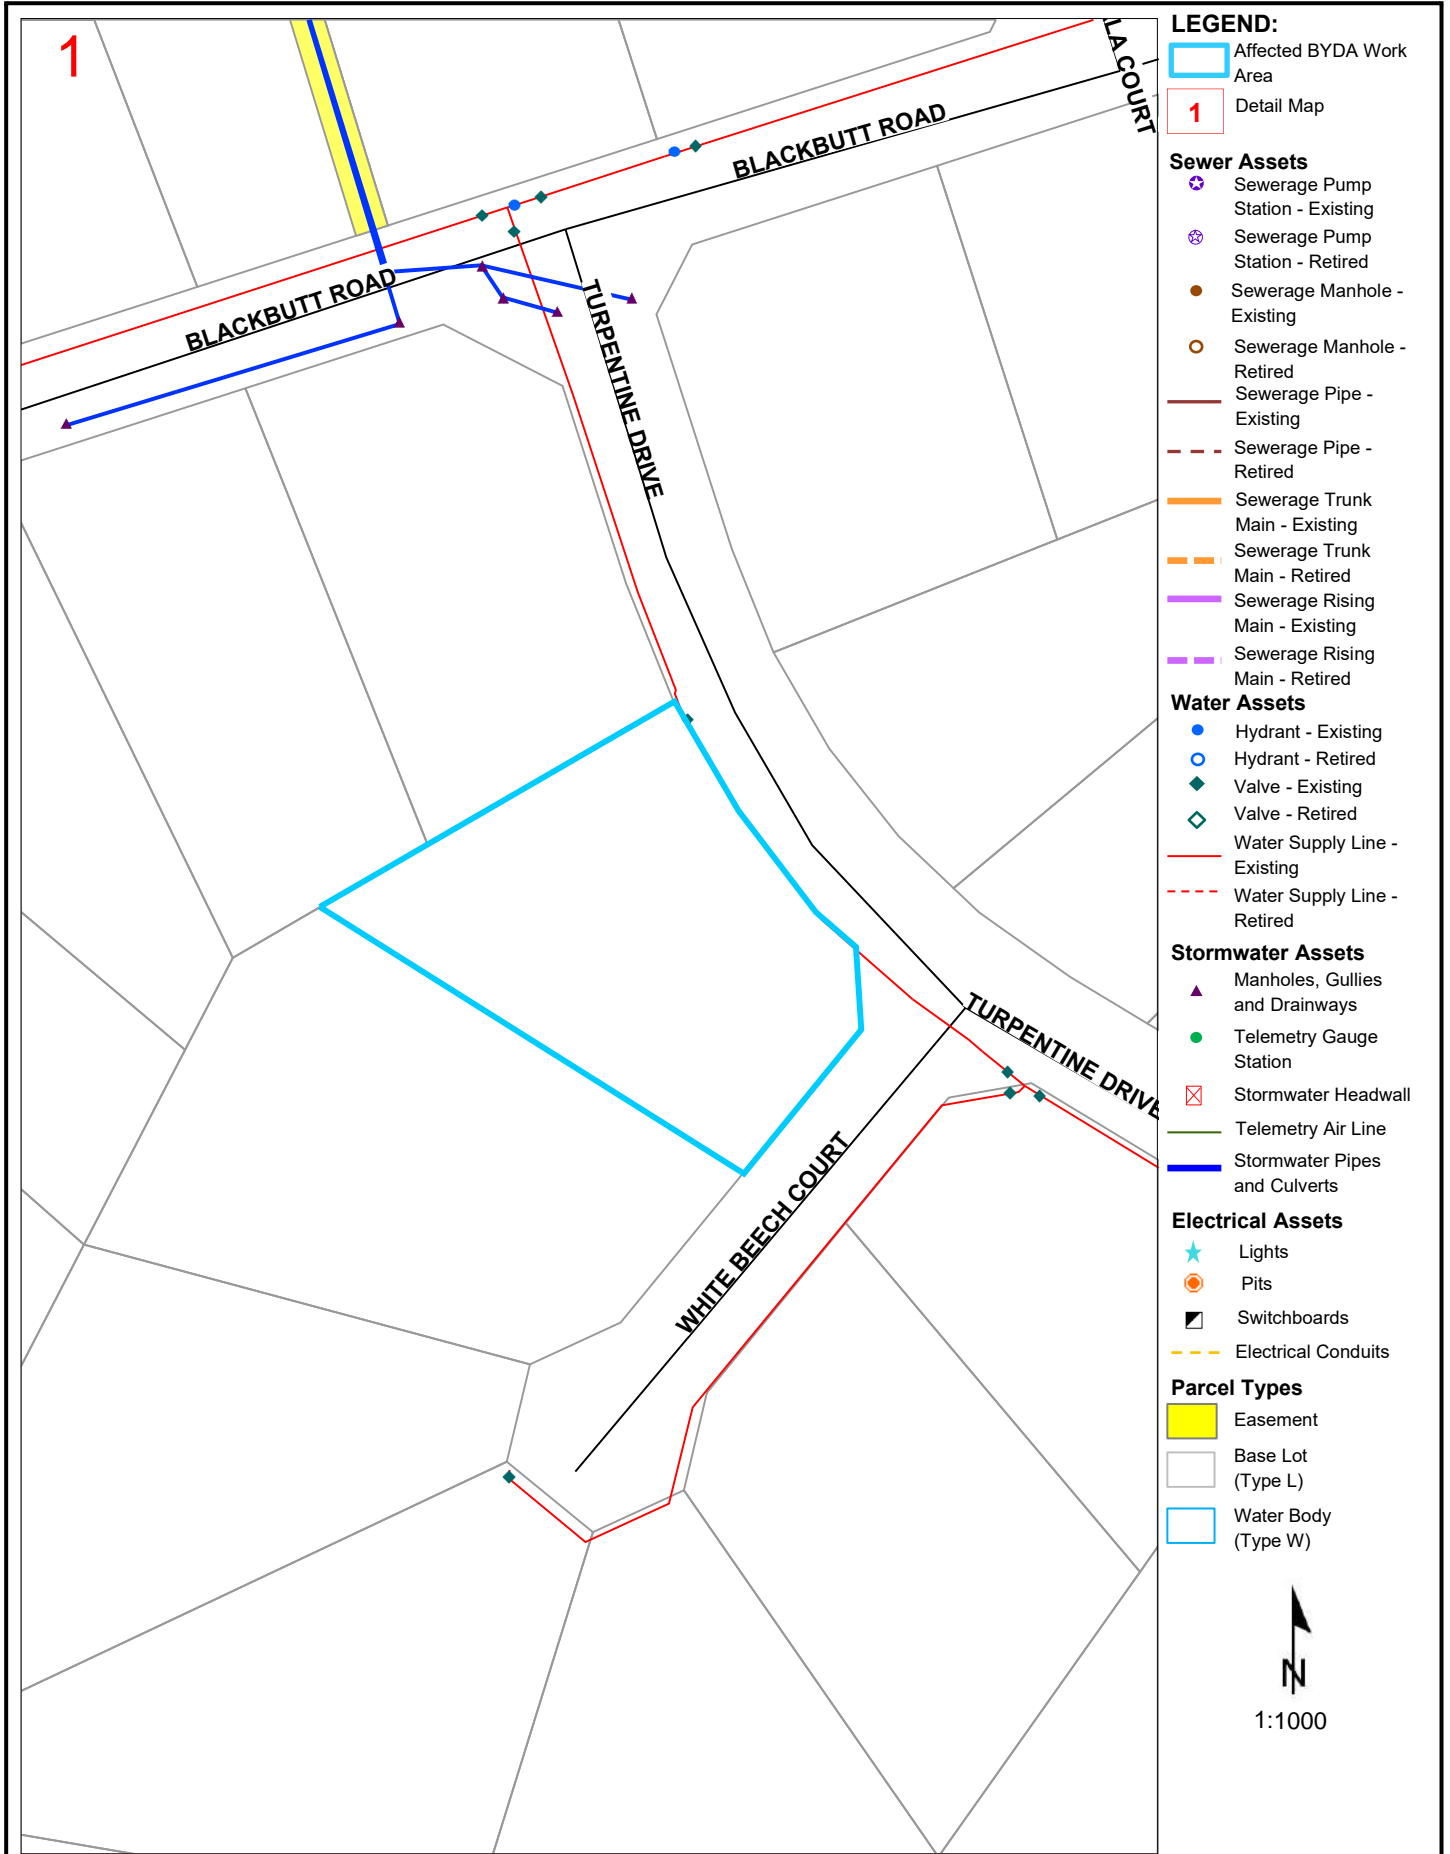 1
BLACKBUTT ROAD
LA COURT
BLACKBUTT ROAD
TURPENTINE DRIVE
TURPENTINE DRIVE
WHITE BEECH COURT
LEGEND:
Affected BYDA Work
Area
1
Detail Map
Sewer Assets
Sewerage Pump
Station - Existing
Sewerage Pump
Station - Retired
Sewerage Manhole -
Existing
Sewerage Manhole -
Retired
Sewerage Pipe -
Existing
Sewerage Pipe -
Retired
Sewerage Trunk
Main - Existing
Sewerage Trunk
Main - Retired
Sewerage Rising
Main - Existing
Sewerage Rising
Main - Retired
Water Assets
Hydrant - Existing
Hydrant - Retired
Valve - Existing
Valve - Retired
Water Supply Line -
Existing
Water Supply Line -
Retired
Stormwater Assets
Manholes, Gullies
and Drainways
Telemetry Gauge
Station
Stormwater Headwall
Telemetry Air Line
Stormwater Pipes
and Culverts
Electrical Assets
Lights
Pits
Switchboards
Electrical Conduits
Parcel Types
Easement
Base Lot
(Type L)
Water Body
(Type W)
N
1:1000